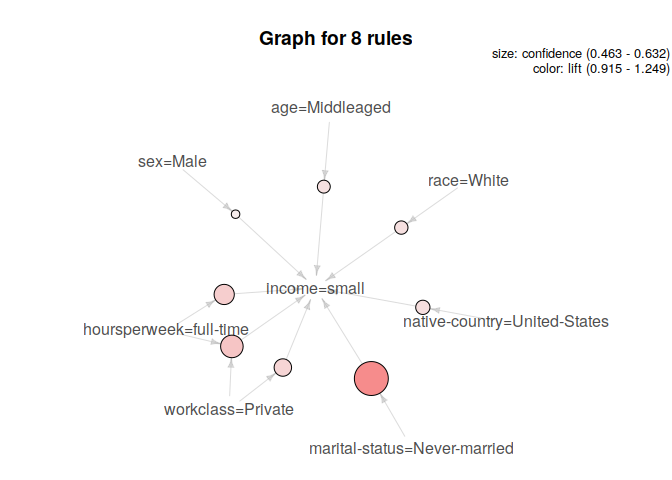 Graph for 8 rules
size: confidence (0.463 - 0.632)
color: lift (0.915 - 1.249)
age=Middleaged
sex=Male
race=White
income=small
native-country=United-States
hoursperweek=full-time
workclass=Private
marital-status=Never-married